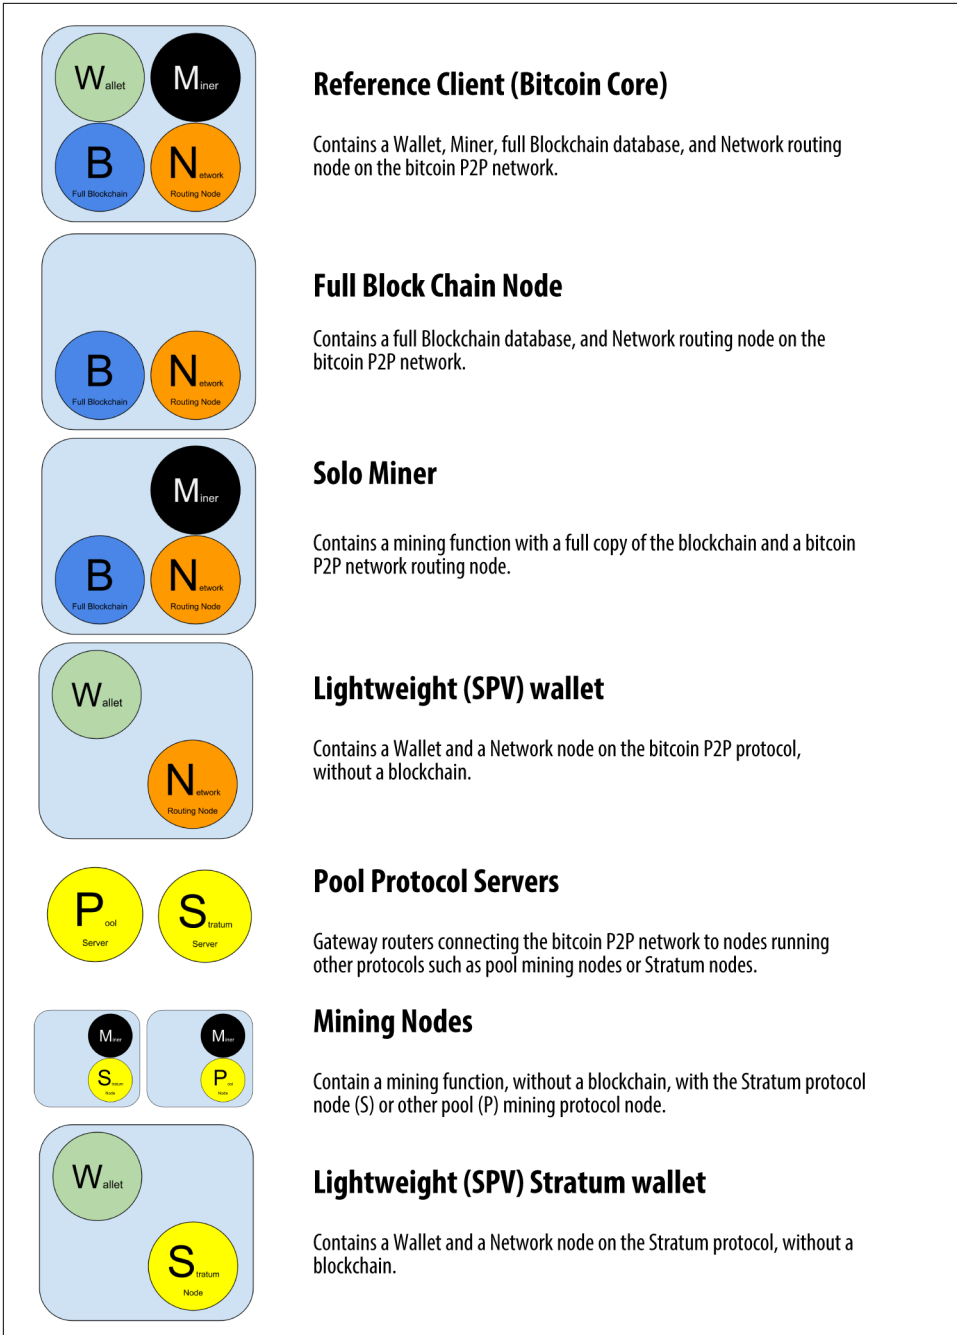 Wallet
Miner
B
Full Blockchain
Network
Routing Node
Reference Client (Bitcoin Core)
Contains a Wallet, Miner, full Blockchain database, and Network routing
node on the bitcoin P2P network.
B
Full Blockchain
Network
Routing Node
Full Block Chain Node
Contains a full Blockchain database, and Network routing node on the
bitcoin P2P network.
Miner
B
Full Blockchain
Network
Routing Node
Solo Miner
Contains a mining function with a full copy of the blockchain and a bitcoin
P2P network routing node.
Wallet
Network
Routing Node
Lightweight (SPV) wallet
Contains a Wallet and a Network node on the bitcoin P2P protocol,
without a blockchain.
Pool
Server
Stratum
Server
Pool Protocol Servers
Gateway routers connecting the bitcoin P2P network to nodes running
other protocols such as pool mining nodes or Stratum nodes.
Miner
Stratum
Node
Miner
Pool
Node
Mining Nodes
Contain a mining function, without a blockchain, with the Stratum protocol
node (S) or other pool (P) mining protocol node.
Wallet
Stratum
Node
Lightweight (SPV) Stratum wallet
Contains a Wallet and a Network node on the Stratum protocol, without a
blockchain.